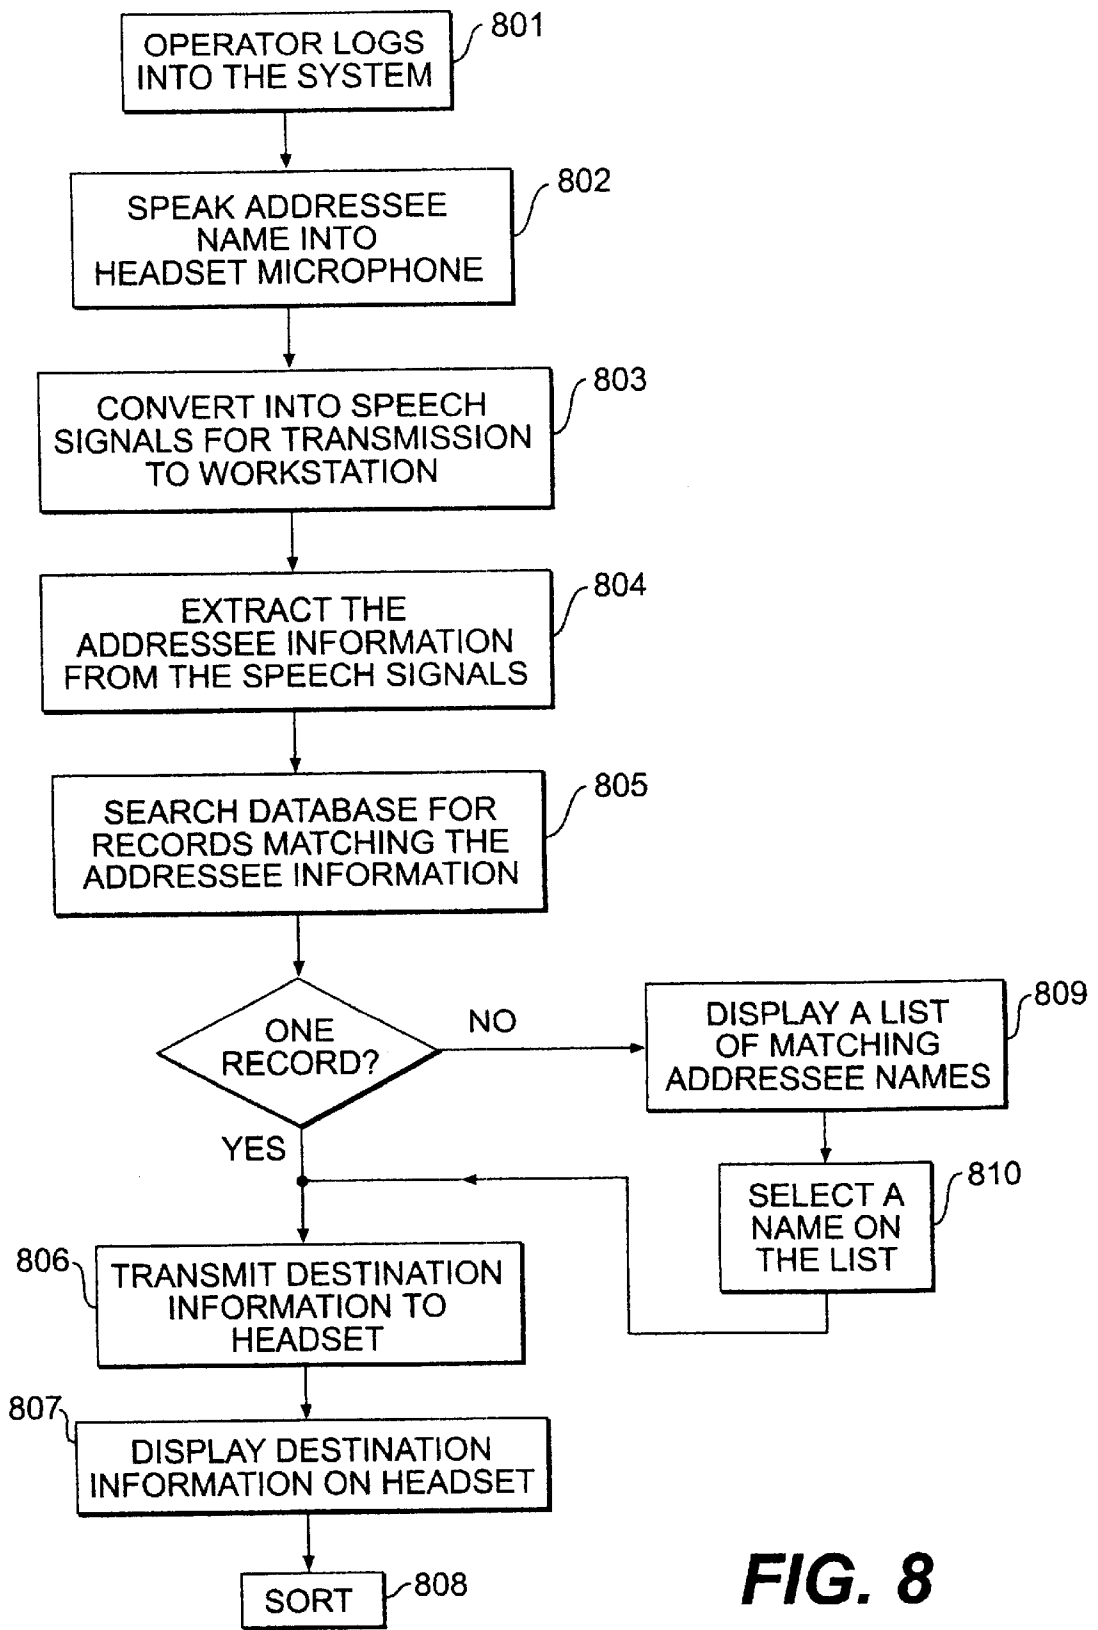 OPERATOR LOGS
INTO THE SYSTEM
801
SPEAK ADDRESSEE
NAME INTO
HEADSET MICROPHONE
802
CONVERT INTO SPEECH
SIGNALS FOR TRANSMISSION
TO WORKSTATION
803
EXTRACT THE
ADDRESSEE INFORMATION
FROM THE SPEECH SIGNALS
804
SEARCH DATABASE FOR
RECORDS MATCHING THE
ADDRESSEE INFORMATION
805
ONE
RECORD?
NO
DISPLAY A LIST
OF MATCHING
ADDRESSEE NAMES
809
YES
SELECT A
NAME ON
THE LIST
810
806
TRANSMIT DESTINATION
INFORMATION TO
HEADSET
807
DISPLAY DESTINATION
INFORMATION ON HEADSET
SORT
808
FIG. 8